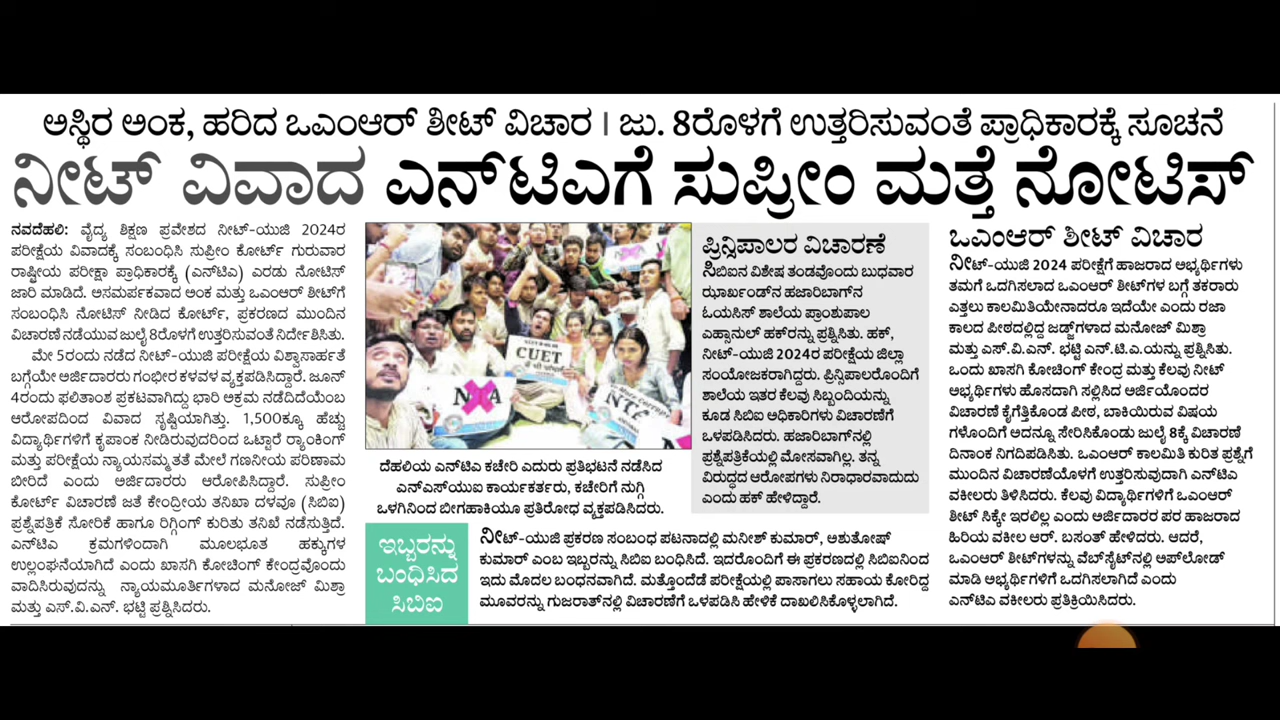 ಅಸ್ಥಿರ ಅಂಕ, ಹರಿದ ಒಎಂಆರ್ ಶೀಟ್ ವಿಚಾರ | ಜು. 8ರೊಳಗೆ ಉತ್ತರಿಸುವಂತೆ ಪ್ರಾಧಿಕಾರಕ್ಕೆ ಸೂಚನೆ
ನೀಟ್ ವಿವಾದ ಎನ್‌ಟಿಎಗೆ ಸುಪ್ರೀಂ ಮತ್ತೆ ನೋಟಿಸ್
ನವದೆಹಲಿ: ವೈದ್ಯ ಶಿಕ್ಷಣ ಪ್ರವೇಶದ ನೀಟ್-ಯುಜಿ 2024ರ
ಪರೀಕ್ಷೆಯ ವಿವಾದಕ್ಕೆ ಸಂಬಂಧಿಸಿ ಸುಪ್ರೀಂ ಕೋರ್ಟ್ ಗುರುವಾರ
ರಾಷ್ಟ್ರೀಯ ಪರೀಕ್ಷಾ ಪ್ರಾಧಿಕಾರಕ್ಕೆ (ಎನ್‌ಟಿಎ) ಎರಡು ನೋಟಿಸ್
ಜಾರಿ ಮಾಡಿದೆ. ಅಸಮರ್ಪಕವಾದ ಅಂಕ ಮತ್ತು ಒಎಂಆರ್ ಶೀಟ್‌ಗೆ
ಸಂಬಂಧಿಸಿ ನೋಟಿಸ್ ನೀಡಿದ ಕೋರ್ಟ್, ಪ್ರಕರಣದ ಮುಂದಿನ
ವಿಚಾರಣೆ ನಡೆಯುವ ಜುಲೈ 8ರೊಳಗೆ ಉತ್ತರಿಸುವಂತೆ ನಿರ್ದೇಶಿಸಿತು.
ಮೇ 5ರಂದು ನಡೆದ ನೀಟ್-ಯುಜಿ ಪರೀಕ್ಷೆಯ ವಿಶ್ವಾಸಾರ್ಹತೆ
ಬಗ್ಗೆಯೇ ಅರ್ಜಿದಾರರು ಗಂಭೀರ ಕಳವಳ ವ್ಯಕ್ತಪಡಿಸಿದ್ದಾರೆ. ಜೂನ್
4ರಂದು ಫಲಿತಾಂಶ ಪ್ರಕಟವಾಗಿದ್ದು ಭಾರಿ ಅಕ್ರಮ ನಡೆದಿದೆಯೆಂಬ
ಆರೋಪದಿಂದ ವಿವಾದ ಸೃಷ್ಟಿಯಾಗಿತ್ತು. 1,500ಕ್ಕೂ ಹೆಚ್ಚು
ವಿದ್ಯಾರ್ಥಿಗಳಿಗೆ ಕೃಪಾಂಕ ನೀಡಿರುವುದರಿಂದ ಒಟ್ಟಾರೆ ರ‍್ಯಾಂಕಿಂಗ್
ಮತ್ತು ಪರೀಕ್ಷೆಯ ನ್ಯಾಯಸಮ್ಮತತೆ ಮೇಲೆ ಗಣನೀಯ ಪರಿಣಾಮ
ಬೀರಿದೆ ಎಂದು ಅರ್ಜಿದಾರರು ಆರೋಪಿಸಿದ್ದಾರೆ. ಸುಪ್ರೀಂ
ಕೋರ್ಟ್ ವಿಚಾರಣೆ ಜತೆ ಕೇಂದ್ರೀಯ ತನಿಖಾ ದಳವೂ (ಸಿಬಿಐ)
ಪ್ರಶ್ನೆಪತ್ರಿಕೆ ಸೋರಿಕೆ ಹಾಗೂ ರಿಗ್ಗಿಂಗ್ ಕುರಿತು ತನಿಖೆ ನಡೆಸುತ್ತಿದೆ.
ಎನ್‌ಟಿಎ ಕ್ರಮಗಳಿಂದಾಗಿ ಮೂಲಭೂತ ಹಕ್ಕುಗಳ
ಉಲ್ಲಂಘನೆಯಾಗಿದೆ ಎಂದು ಖಾಸಗಿ ಕೋಚಿಂಗ್ ಕೇಂದ್ರವೊಂದು
ವಾದಿಸಿರುವುದನ್ನು ನ್ಯಾಯಮೂರ್ತಿಗಳಾದ ಮನೋಜ್ ಮಿಶ್ರಾ
ಮತ್ತು ಎಸ್.ವಿ.ಎನ್. ಭಟ್ಟಿ ಪ್ರಶ್ನಿಸಿದರು.
CUET
NTA
NTA
ದೆಹಲಿಯ ಎನ್‌ಟಿಎ ಕಚೇರಿ ಎದುರು ಪ್ರತಿಭಟನೆ ನಡೆಸಿದ
ಎನ್‌ಎಸ್‌ಯುಐ ಕಾರ್ಯಕರ್ತರು, ಕಚೇರಿಗೆ ನುಗ್ಗಿ
ಒಳಗಿನಿಂದ ಬೀಗಹಾಕಿಯೂ ಪ್ರತಿರೋಧ ವ್ಯಕ್ತಪಡಿಸಿದರು.
ಪ್ರಿನ್ಸಿಪಾಲರ ವಿಚಾರಣೆ
ಸಿಬಿಐನ ವಿಶೇಷ ತಂಡವೊಂದು ಬುಧವಾರ
ಝಾರ್ಖಂಡ್‌ನ ಹಜಾರಿಬಾಗ್‌ನ
ಓಯಸಿಸ್ ಶಾಲೆಯ ಪ್ರಾಂಶುಪಾಲ
ಎಹ್ಸಾನುಲ್ ಹಕ್‌ರನ್ನು ಪ್ರಶ್ನಿಸಿತು. ಹಕ್,
ನೀಟ್-ಯುಜಿ 2024ರ ಪರೀಕ್ಷೆಯ ಜಿಲ್ಲಾ
ಸಂಯೋಜಕರಾಗಿದ್ದರು. ಪ್ರಿನ್ಸಿಪಾಲರೊಂದಿಗೆ
ಶಾಲೆಯ ಇತರ ಕೆಲವು ಸಿಬ್ಬಂದಿಯನ್ನು
ಕೂಡ ಸಿಬಿಐ ಅಧಿಕಾರಿಗಳು ವಿಚಾರಣೆಗೆ
ಒಳಪಡಿಸಿದರು. ಹಜಾರಿಬಾಗ್‌ನಲ್ಲಿ
ಪ್ರಶ್ನೆಪತ್ರಿಕೆಯಲ್ಲಿ ಮೋಸವಾಗಿಲ್ಲ. ತನ್ನ
ವಿರುದ್ಧದ ಆರೋಪಗಳು ನಿರಾಧಾರವಾದುದು
ಎಂದು ಹಕ್ ಹೇಳಿದ್ದಾರೆ.
ಇಬ್ಬರನ್ನು
ಬಂಧಿಸಿದ
ಸಿಬಿಐ
ನೀಟ್-ಯುಜಿ ಪ್ರಕರಣ ಸಂಬಂಧ ಪಟನಾದಲ್ಲಿ ಮನೀಶ್ ಕುಮಾರ್, ಅಶುತೋಷ್
ಕುಮಾರ್ ಎಂಬ ಇಬ್ಬರನ್ನು ಸಿಬಿಐ ಬಂಧಿಸಿದೆ. ಇದರೊಂದಿಗೆ ಈ ಪ್ರಕರಣದಲ್ಲಿ ಸಿಬಿಐನಿಂದ
ಇದು ಮೊದಲ ಬಂಧನವಾಗಿದೆ. ಮತ್ತೊಂದೆಡೆ ಪರೀಕ್ಷೆಯಲ್ಲಿ ಪಾಸಾಗಲು ಸಹಾಯ ಕೋರಿದ್ದ
ಮೂವರನ್ನು ಗುಜರಾತ್‌ನಲ್ಲಿ ವಿಚಾರಣೆಗೆ ಒಳಪಡಿಸಿ ಹೇಳಿಕೆ ದಾಖಲಿಸಿಕೊಳ್ಳಲಾಗಿದೆ.
ಒಎಂಆರ್ ಶೀಟ್ ವಿಚಾರ
ನೀಟ್-ಯುಜಿ 2024 ಪರೀಕ್ಷೆಗೆ ಹಾಜರಾದ ಅಭ್ಯರ್ಥಿಗಳು
ತಮಗೆ ಒದಗಿಸಲಾದ ಒಎಂಆರ್ ಶೀಟ್‌ಗಳ ಬಗ್ಗೆ ತಕರಾರು
ಎತ್ತಲು ಕಾಲಮಿತಿಯೇನಾದರೂ ಇದೆಯೇ ಎಂದು ರಜಾ
ಕಾಲದ ಪೀಠದಲ್ಲಿದ್ದ ಜಡ್ಜ್‌ಗಳಾದ ಮನೋಜ್ ಮಿಶ್ರಾ
ಮತ್ತು ಎಸ್.ವಿ.ಎನ್. ಭಟ್ಟಿ ಎನ್.ಟಿ.ಎ.ಯನ್ನು ಪ್ರಶ್ನಿಸಿತು.
ಒಂದು ಖಾಸಗಿ ಕೋಚಿಂಗ್ ಕೇಂದ್ರ ಮತ್ತು ಕೆಲವು ನೀಟ್
ಅಭ್ಯರ್ಥಿಗಳು ಹೊಸದಾಗಿ ಸಲ್ಲಿಸಿದ ಅರ್ಜಿಯೊಂದರ
ವಿಚಾರಣೆ ಕೈಗೆತ್ತಿಕೊಂಡ ಪೀಠ, ಬಾಕಿಯಿರುವ ವಿಷಯ
ಗಳೊಂದಿಗೆ ಅದನ್ನೂ ಸೇರಿಸಿಕೊಂಡು ಜುಲೈ 8ಕ್ಕೆ ವಿಚಾರಣೆ
ದಿನಾಂಕ ನಿಗದಿಪಡಿಸಿತು. ಒಎಂಆರ್ ಕಾಲಮಿತಿ ಕುರಿತ ಪ್ರಶ್ನೆಗೆ
ಮುಂದಿನ ವಿಚಾರಣೆಯೊಳಗೆ ಉತ್ತರಿಸುವುದಾಗಿ ಎನ್‌ಟಿಎ
ವಕೀಲರು ತಿಳಿಸಿದರು. ಕೆಲವು ವಿದ್ಯಾರ್ಥಿಗಳಿಗೆ ಒಎಂಆರ್
ಶೀಟ್ ಸಿಕ್ಕೇ ಇರಲಿಲ್ಲ ಎಂದು ಅರ್ಜಿದಾರರ ಪರ ಹಾಜರಾದ
ಹಿರಿಯ ವಕೀಲ ಆರ್. ಬಸಂತ್ ಹೇಳಿದರು. ಆದರೆ,
ಒಎಂಆರ್ ಶೀಟ್‌ಗಳನ್ನು ವೆಬ್‌ಸೈಟ್‌ನಲ್ಲಿ ಅಪ್‌ಲೋಡ್
ಮಾಡಿ ಅಭ್ಯರ್ಥಿಗಳಿಗೆ ಒದಗಿಸಲಾಗಿದೆ ಎಂದು
ಎನ್‌ಟಿಎ ವಕೀಲರು ಪ್ರತಿಕ್ರಿಯಿಸಿದರು.